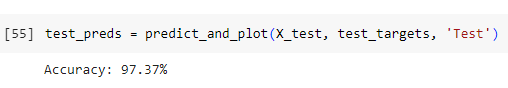 [55] test_preds = predict_and_plot(X_test, test_targets, 'Test')
Accuracy: 97.37%